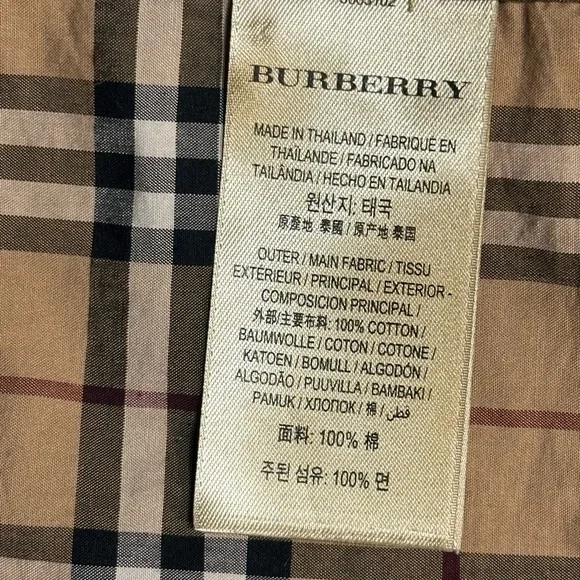 BURBERRY
MADE IN THAILAND / FABRIQUÉ EN
THAÏLANDE / FABRICADO NA
TAILÂNDIA / HECHO EN TAILANDIA
원산지: 태국
原產地 泰國 / 原产地 泰国
OUTER / MAIN FABRIC / TISSU
EXTÉRIEUR / PRINCIPAL / EXTERIOR -
COMPOSICION PRINCIPAL /
外部/主要布料: 100% COTTON /
BAUMWOLLE / COTON / COTONE /
KATOEN / BOMULL / ALGODÓN /
ALGODÃO / PUUVILLA / BAMBAKI /
PAMUK / ХЛОПОК / 棉 / قطن /
面料: 100% 棉
주된 섬유: 100% 면